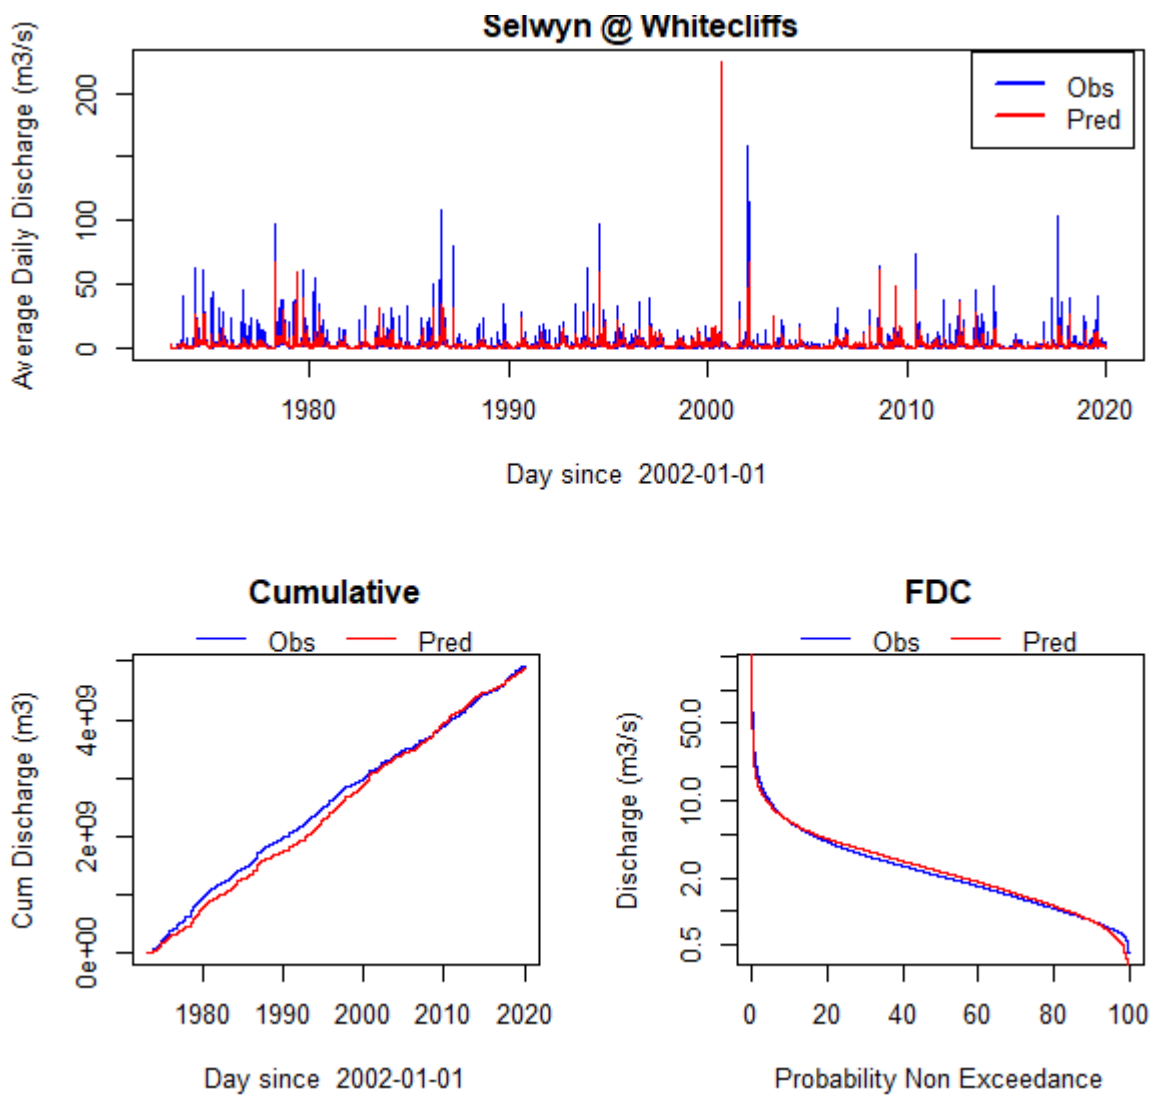 Selwyn @ Whitecliffs
Average Daily Discharge (m3/s)
200
100
50
0
Obs
Pred
1980
1990
2000
2010
2020
Day since 2002-01-01
Cumulative
Obs
Pred
Cum Discharge (m3)
4e+09
2e+09
0e+00
1980
1990
2000
2010
2020
Day since 2002-01-01
FDC
Obs
Pred
Discharge (m3/s)
50.0
10.0
2.0
0.5
0
20
40
60
80
100
Probability Non Exceedance